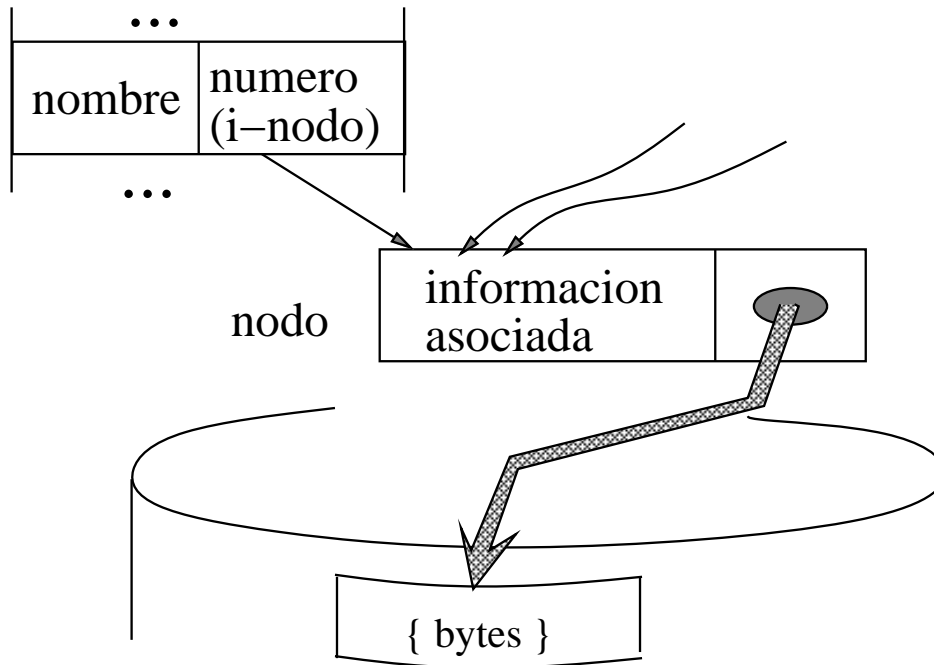 ...
nombre
numero
(i−nodo)
...
nodo
informacion
asociada
{ bytes }